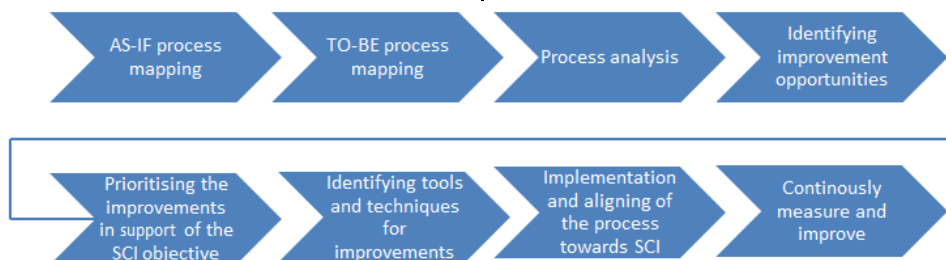 AS-IF process
mapping
TO-BE process
mapping
Process analysis
Identifying
improvement
opportunities
Prioritising the
improvements
in support of the
SCI objective
Identifying tools
and techniques
for
improvements
Implementation
and aligning of
the process
towards SCI
Continously
measure and
improve